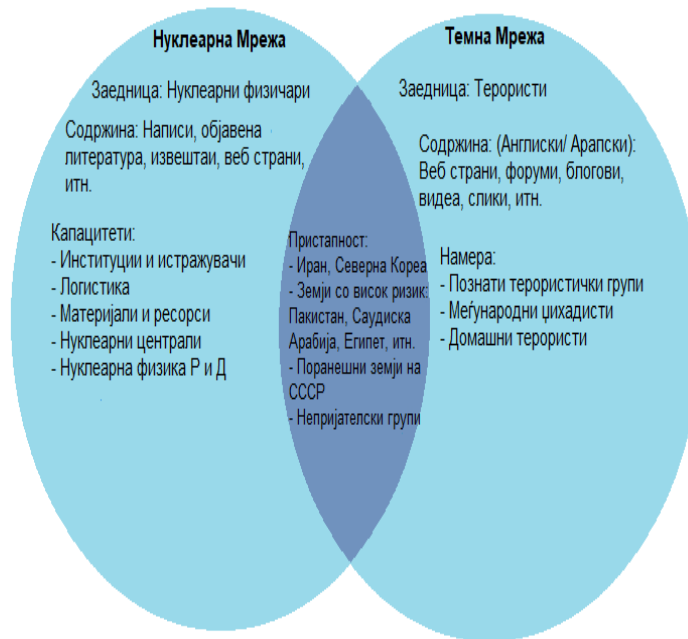 Нуклеарна Мрежа
Заедница: Нуклеарни физичари
Содржина: Написи, објавена
литература, извештаи, веб страни,
итн.
Капацитети:
- Институции и истражувачи
- Логистика
- Материјали и ресорси
- Нуклеарни централи
- Нуклеарна физика Р и Д
Пристапност:
- Иран, Северна Кореа
- Земји со висок ризик:
Пакистан, Саудиска
Арабија, Египет, итн.
- Поранешни земји на
СССР
- Непријателски групи
Темна Мрежа
Заедница: Терористи
Содржина: (Англиски/ Арапски):
Веб страни, форуми, блогови,
видеа, слики, итн.
Намера:
- Познати терористички групи
- Меѓународни џихадисти
- Домашни терористи